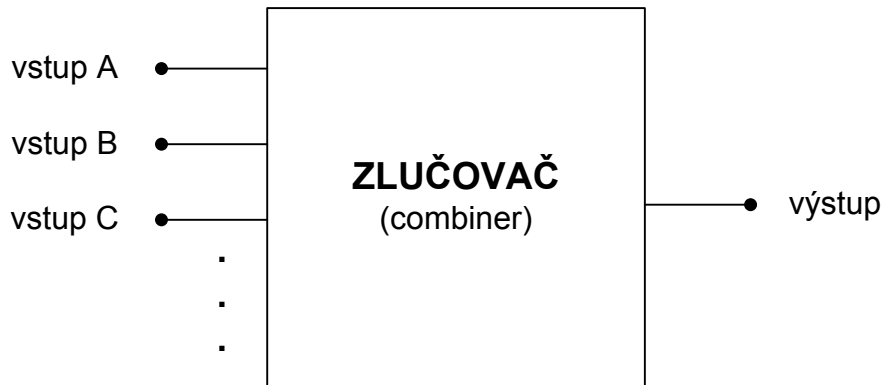 vstup A
vstup B
vstup C
ZLUČOVAČ
(combiner)
výstup